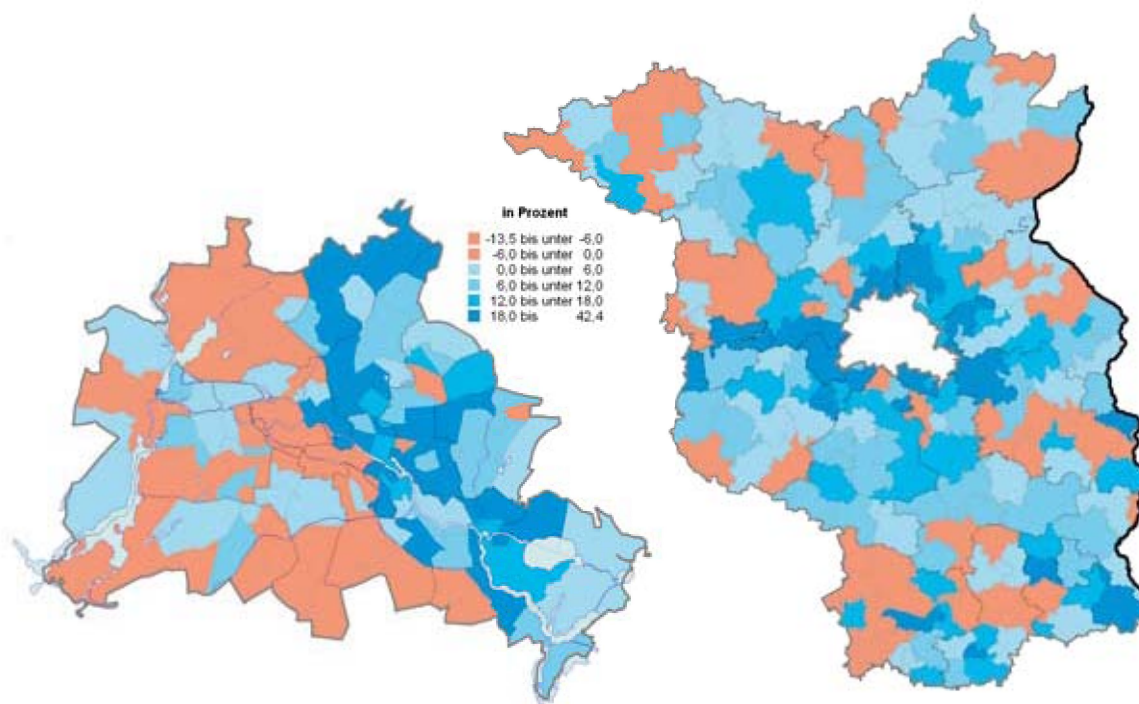 in Prozent
-13,5 bis unter -6,0
-6,0 bis unter 0,0
0,0 bis unter 6,0
6,0 bis unter 12,0
12,0 bis unter 18,0
18,0 bis 42,4